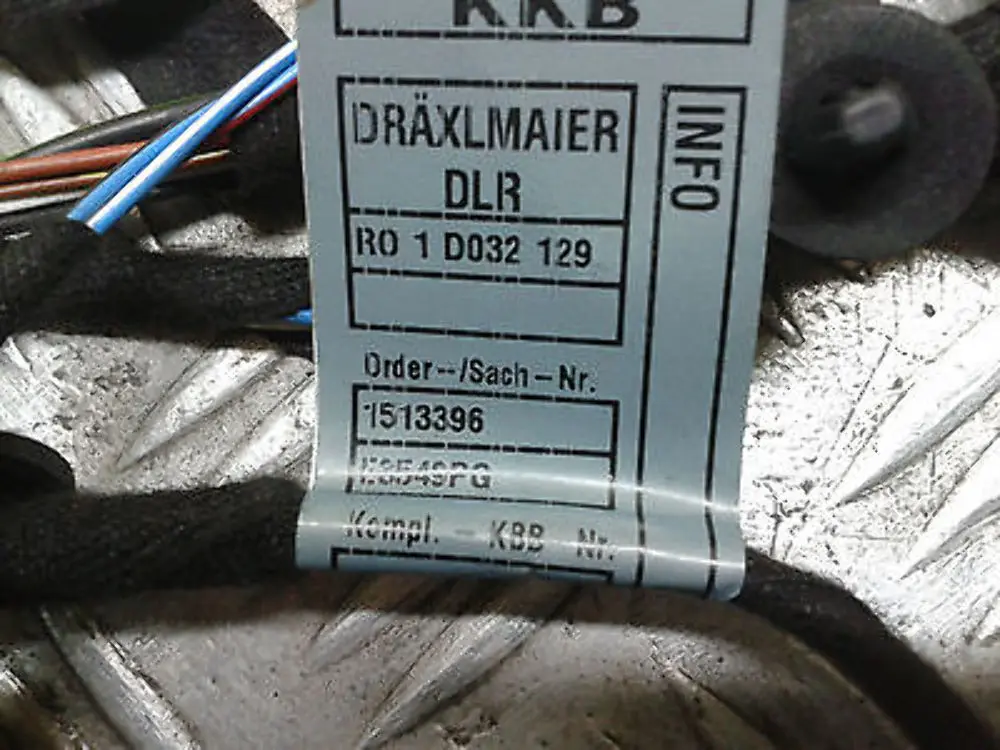 KKB
DRÄXLMAIER
DLR
RO 1 D032 129
INFO
Order--/Sach-Nr.
1513396
Kompl. - KBB Nr.